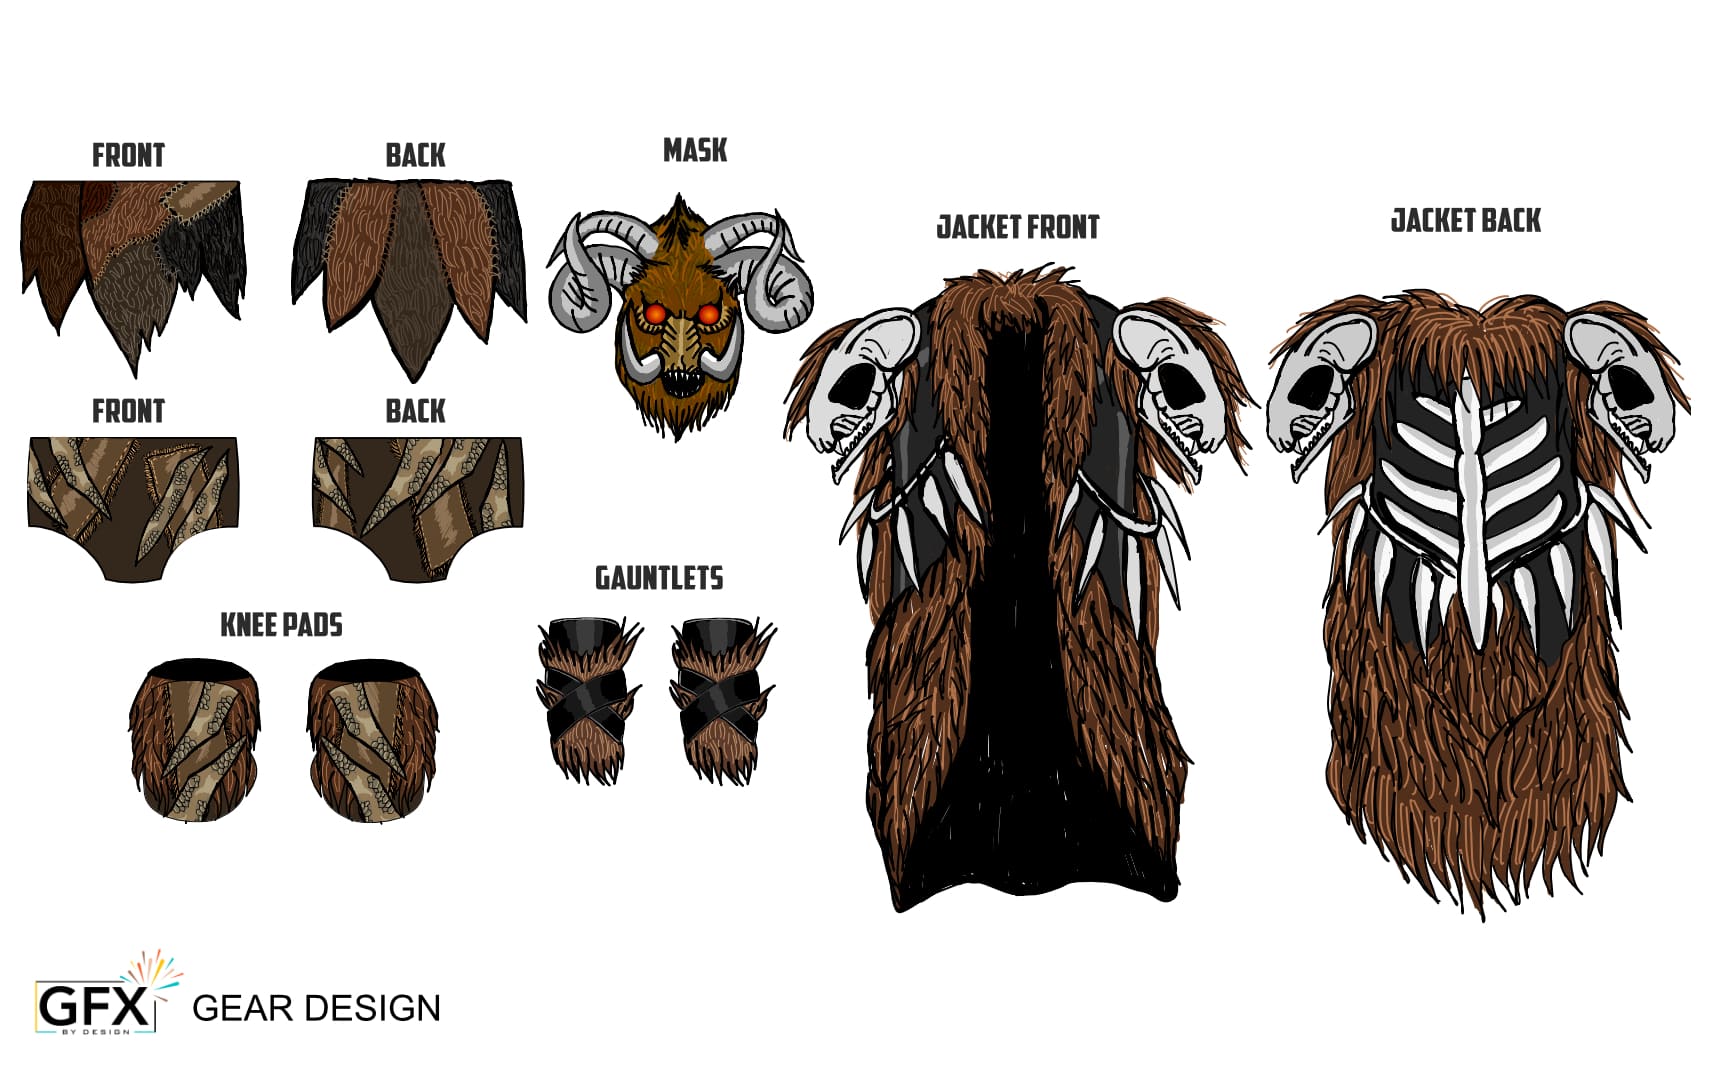 FRONT
BACK
MASK
JACKET FRONT
JACKET BACK
FRONT
BACK
GAUNTLETS
KNEE PADS
GFX
BY DESIGN
GEAR DESIGN